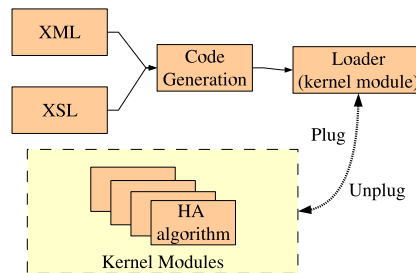 XML
XSL
Code
Generation
Loader
(kernel module)
Plug
Unplug
HA
algorithm
Kernel Modules